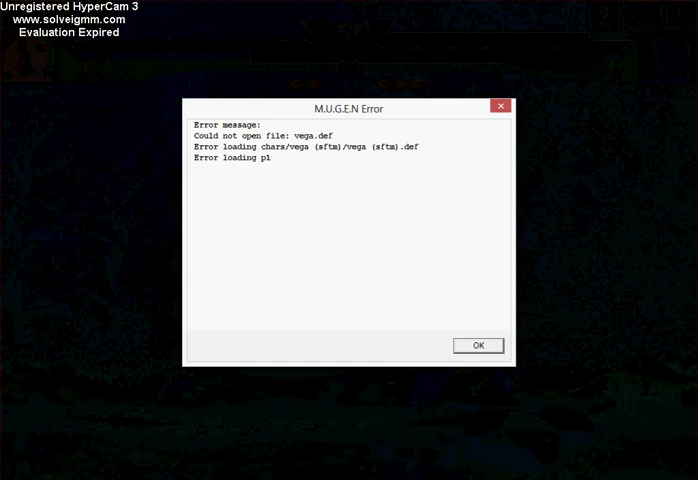 Unregistered HyperCam 3
www.solveigmm.com
Evaluation Expired
M.U.G.E.N Error
Error message:
Could not open file: vega.def
Error loading chars/vega (sftm)/vega (sftm).def
Error loading p1
OK